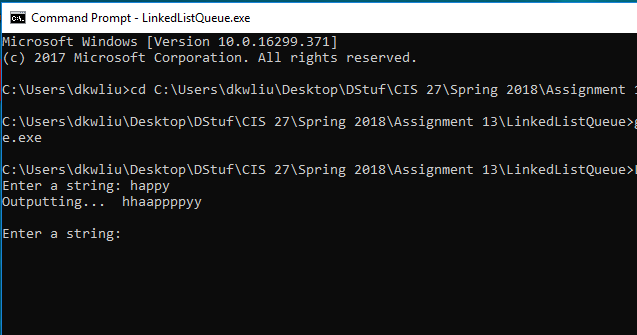 Command Prompt - LinkedListQueue.exe
Microsoft Windows [Version 10.0.16299.371]
(c) 2017 Microsoft Corporation. All rights reserved.
C:\Users\dkwliu>cd C:\Users\dkwliu\Desktop\DStuf\CIS 27\Spring 2018\Assignment 1
C:\Users\dkwliu\Desktop\DStuf\CIS 27\Spring 2018\Assignment 13\LinkedListQueue>g
e.exe
C:\Users\dkwliu\Desktop\DStuf\CIS 27\Spring 2018\Assignment 13\LinkedListQueue>
Enter a string: happy
Outputting...  hhaappppyy
Enter a string: